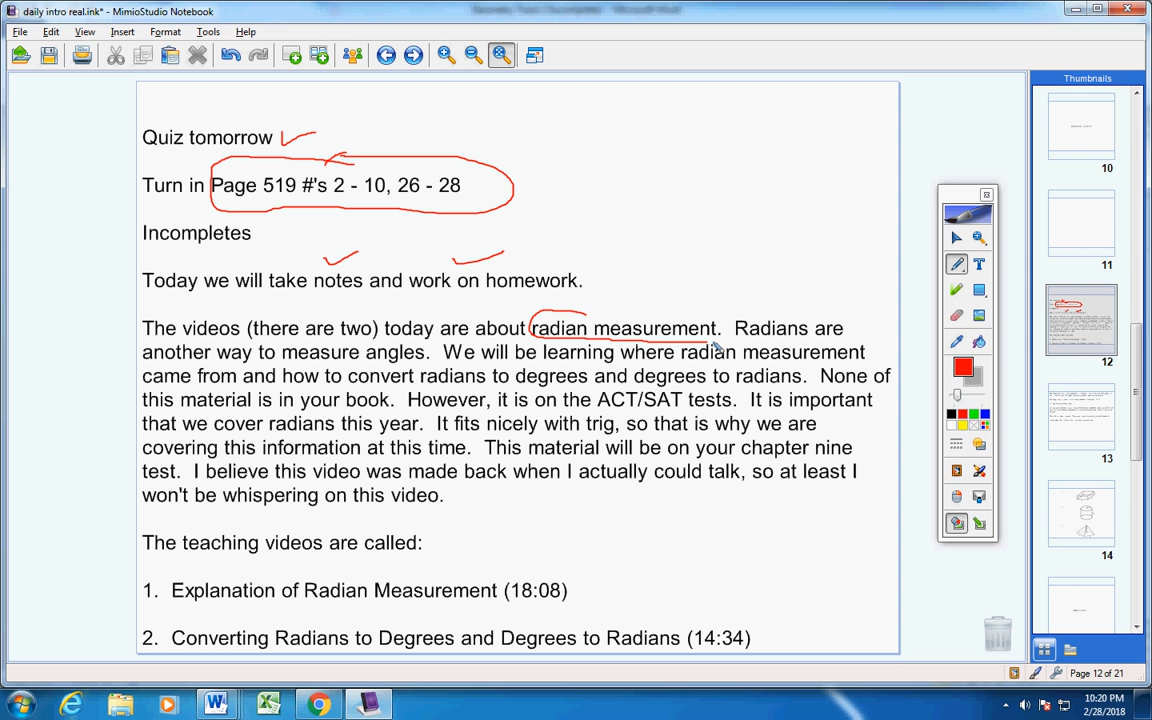 daily intro real.ink* - MimioStudio Notebook
File Edit View Insert Format Tools Help
Thumbnails
Quiz tomorrow
Turn in Page 519 #'s 2 - 10, 26 - 28
Incompletes
Today we will take notes and work on homework.
The videos (there are two) today are about radian measurement. Radians are
another way to measure angles. We will be learning where radian measurement
came from and how to convert radians to degrees and degrees to radians. None of
this material is in your book. However, it is on the ACT/SAT tests. It is important
that we cover radians this year. It fits nicely with trig, so that is why we are
covering this information at this time. This material will be on your chapter nine
test. I believe this video was made back when I actually could talk, so at least I
won't be whispering on this video.
The teaching videos are called:
1. Explanation of Radian Measurement (18:08)
2. Converting Radians to Degrees and Degrees to Radians (14:34)
10
11
12
13
14
Page 12 of 21
10:20 PM
2/28/2018